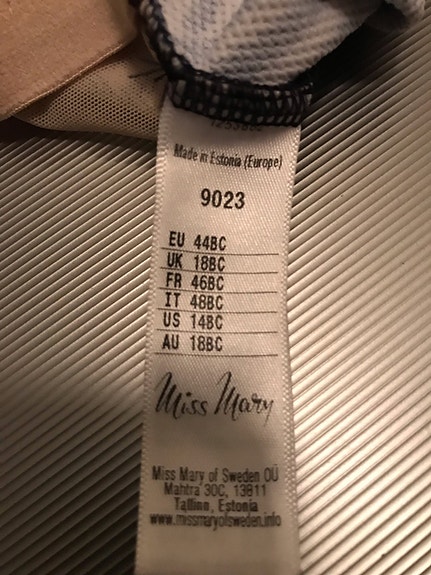 Made in Estonia (Europe)
9023
EU 44BC
UK 18BC
FR 46BC
IT 48BC
US 14BC
AU 18BC
Miss Mary
Miss Mary of Sweden OÜ
Mahtra 30C, 13811
Tallinn, Estonia
www.missmaryofsweden.info